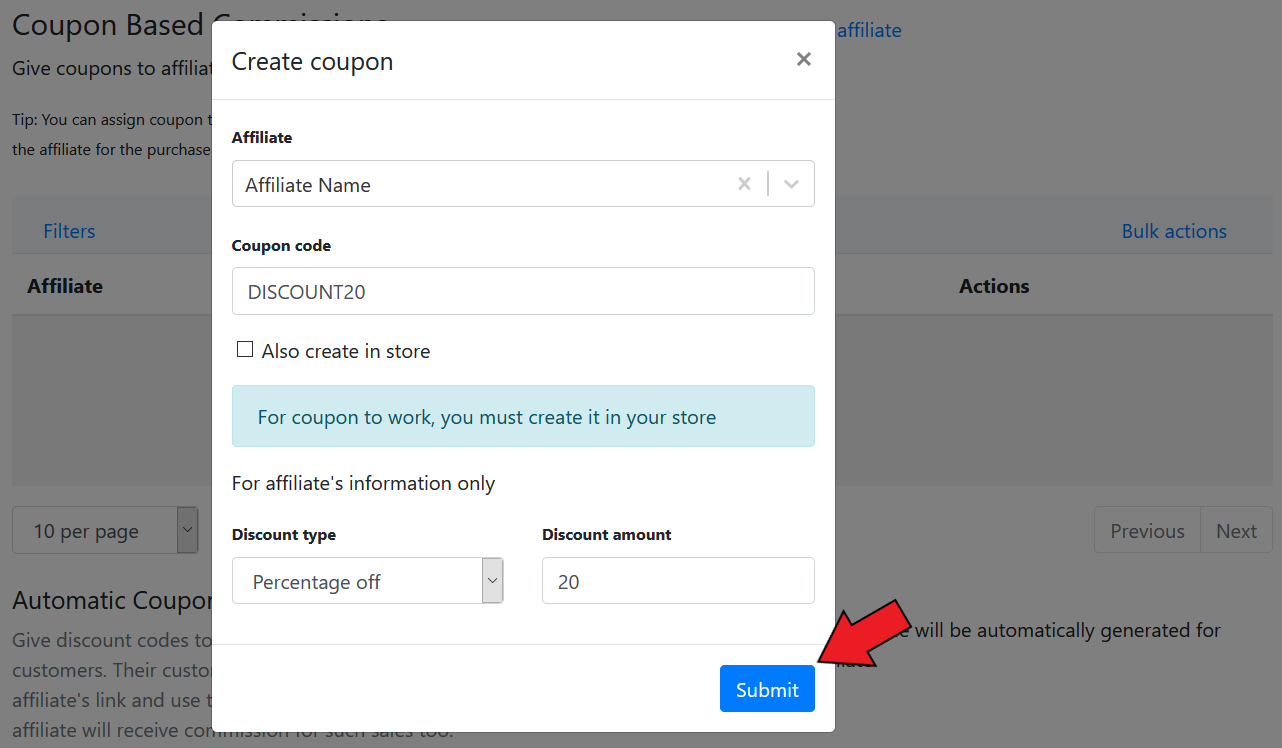 Coupon Based Commissions
affiliate
Give coupons to affiliat
Tip: You can assign coupon t
the affiliate for the purchase
Filters
Bulk actions
Affiliate
Actions
10 per page
Previous
Next
Automatic Coupon
Give discount codes to
customers. Their custo
affiliate's link and use t
affiliate will receive commission for such sales too.
will be automatically generated for
Create coupon
×
Affiliate
Affiliate Name
Coupon code
DISCOUNT20
Also create in store
For coupon to work, you must create it in your store
For affiliate's information only
Discount type
Discount amount
Percentage off
20
Submit